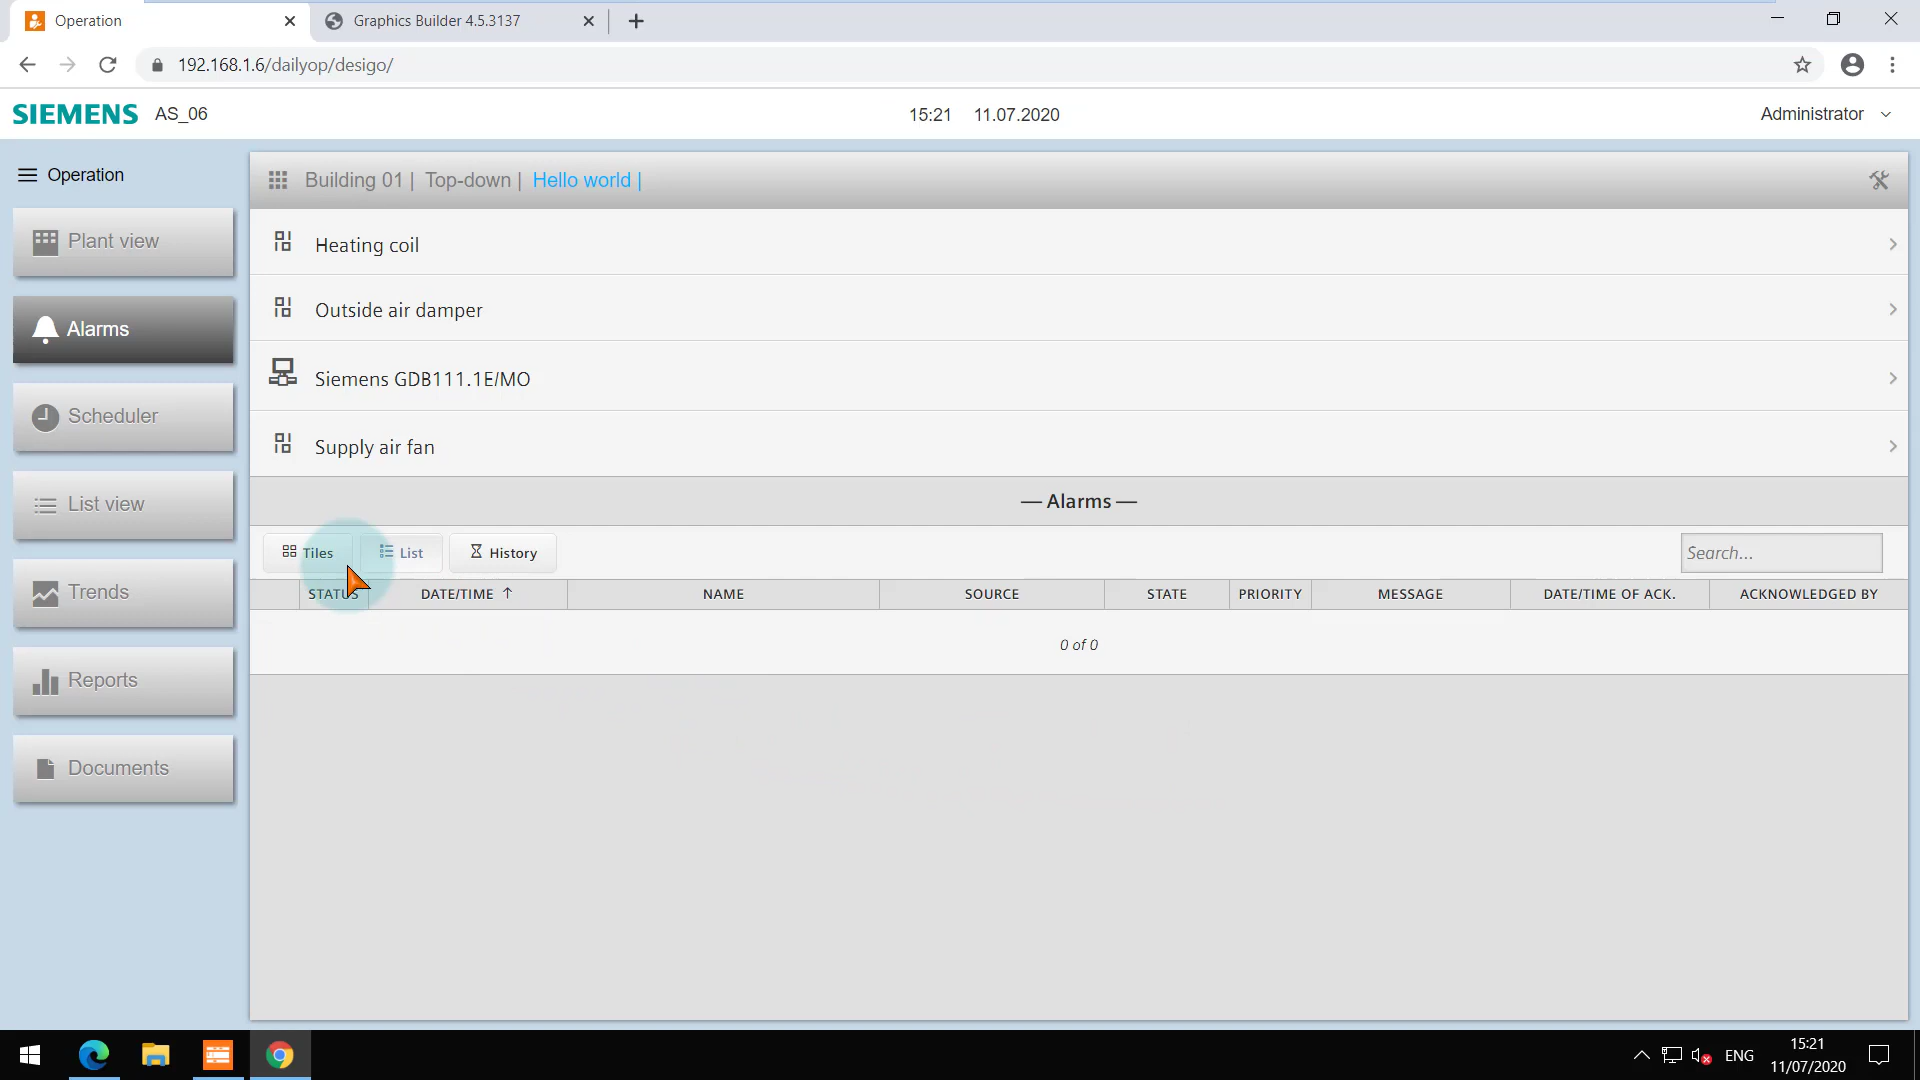 Operation
Graphics Builder 4.5.3137
192.168.1.6/dailyop/desigo/
SIEMENS AS_06 15:21 11.07.2020 Administrator
Operation
Building 01 | Top-down | Hello world |
Plant view
Alarms
Scheduler
List view
Trends
Reports
Documents
Heating coil
Outside air damper
Siemens GDB111.1E/MO
Supply air fan
— Alarms —
Tiles List History Search...
STATUS DATE/TIME ↑ NAME SOURCE STATE PRIORITY MESSAGE DATE/TIME OF ACK. ACKNOWLEDGED BY
0 of 0
ENG 15:21
11/07/2020